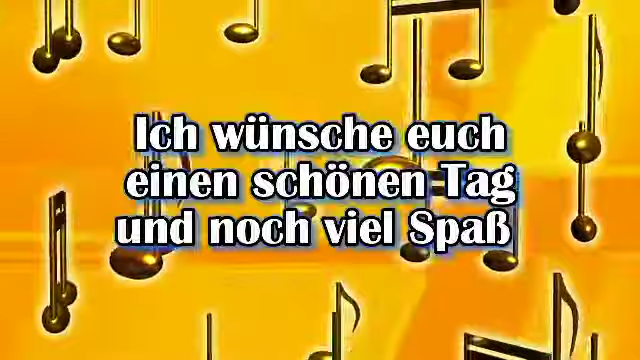 Ich wünsche euch
einen schönen Tag
und noch viel Spaß